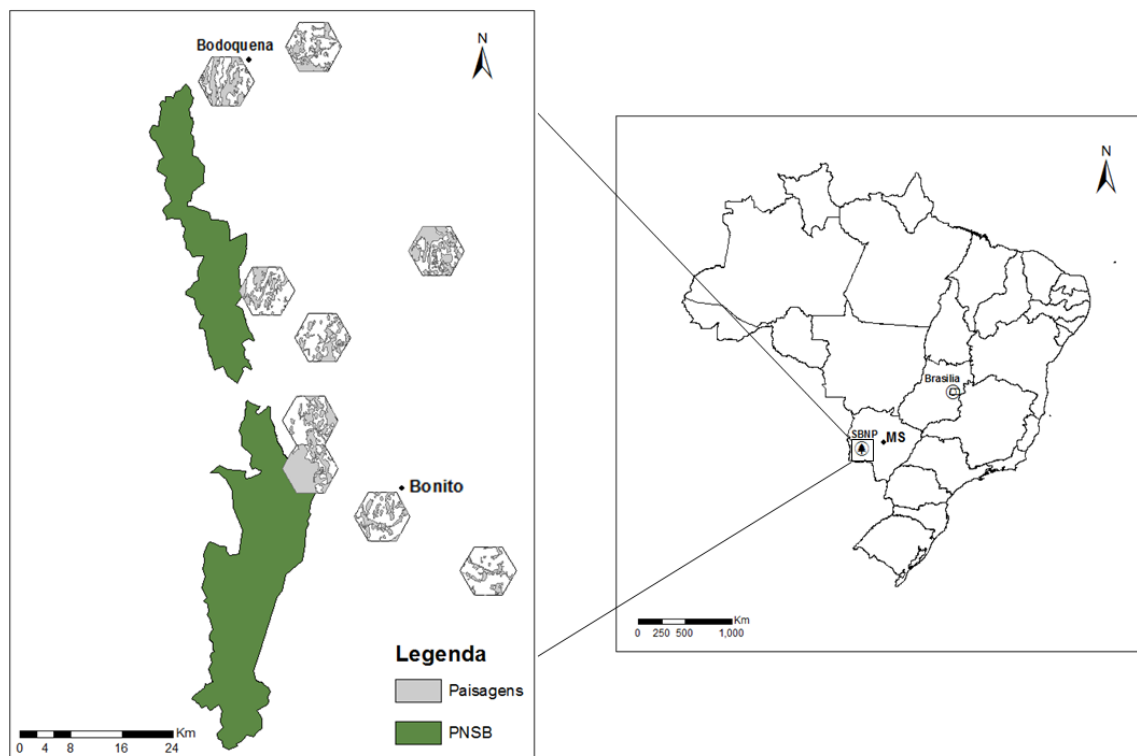 Bodoquena
N
Bonito
Legenda
Paisagens
PNSB
Km
0 4 8 16 24
N
Brasília
SBNP
MS
Km
0 250 500 1,000